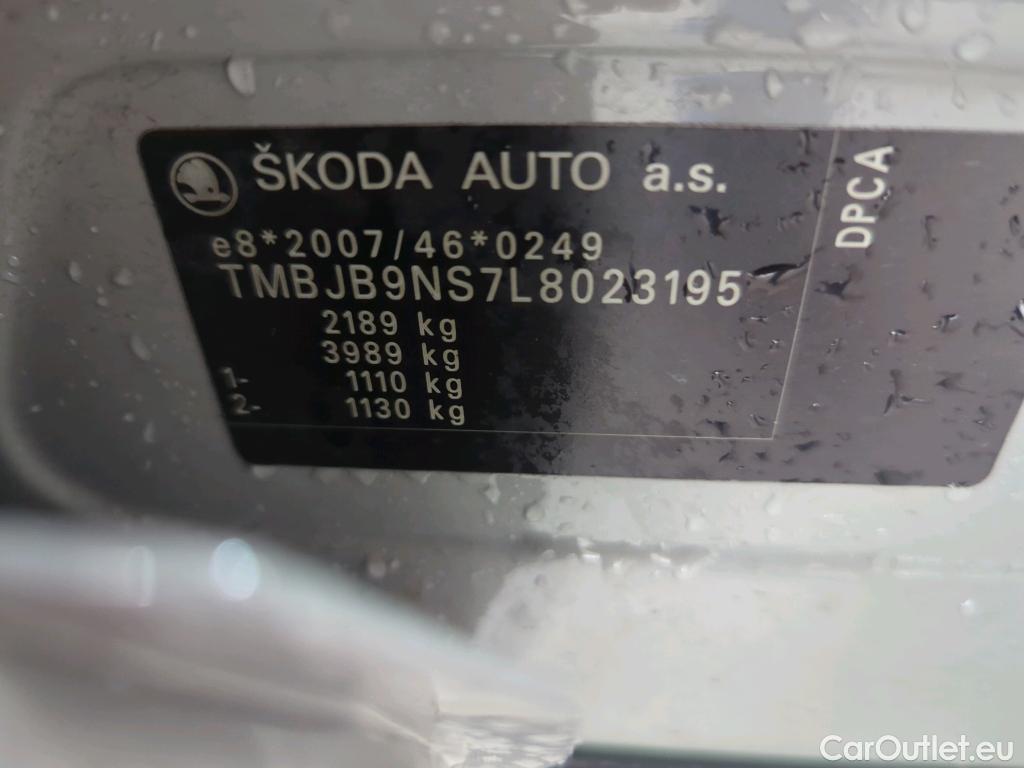 ŠKODA AUTO a.s.
e8*2007/46*0249
TMBJB9NS7L8023195
2189 kg
3989 kg
1- 1110 kg
2- 1130 kg
DPCA
CarOutlet.eu